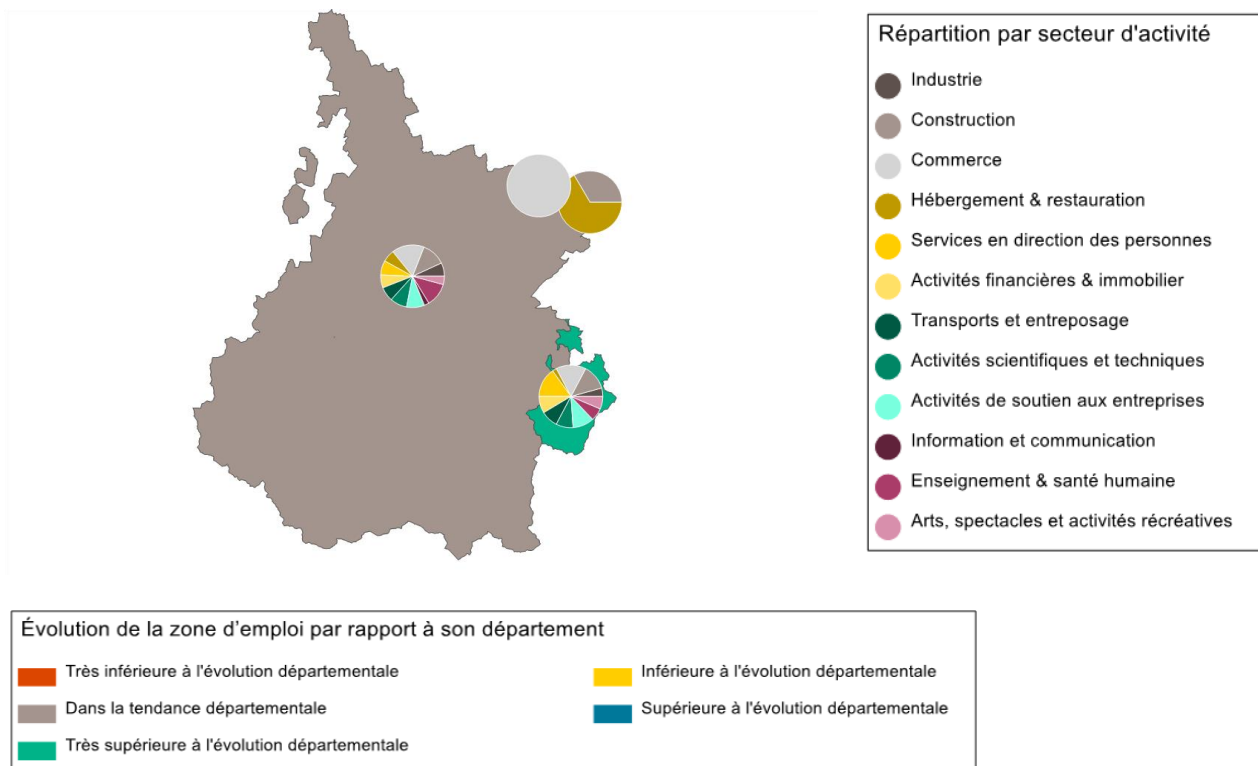 Répartition par secteur d'activité
Industrie
Construction
Commerce
Hébergement & restauration
Services en direction des personnes
Activités financières & immobilier
Transports et entreposage
Activités scientifiques et techniques
Activités de soutien aux entreprises
Information et communication
Enseignement & santé humaine
Arts, spectacles et activités récréatives
Évolution de la zone d’emploi par rapport à son département
Très inférieure à l'évolution départementale
Inférieure à l'évolution départementale
Dans la tendance départementale
Supérieure à l'évolution départementale
Très supérieure à l'évolution départementale